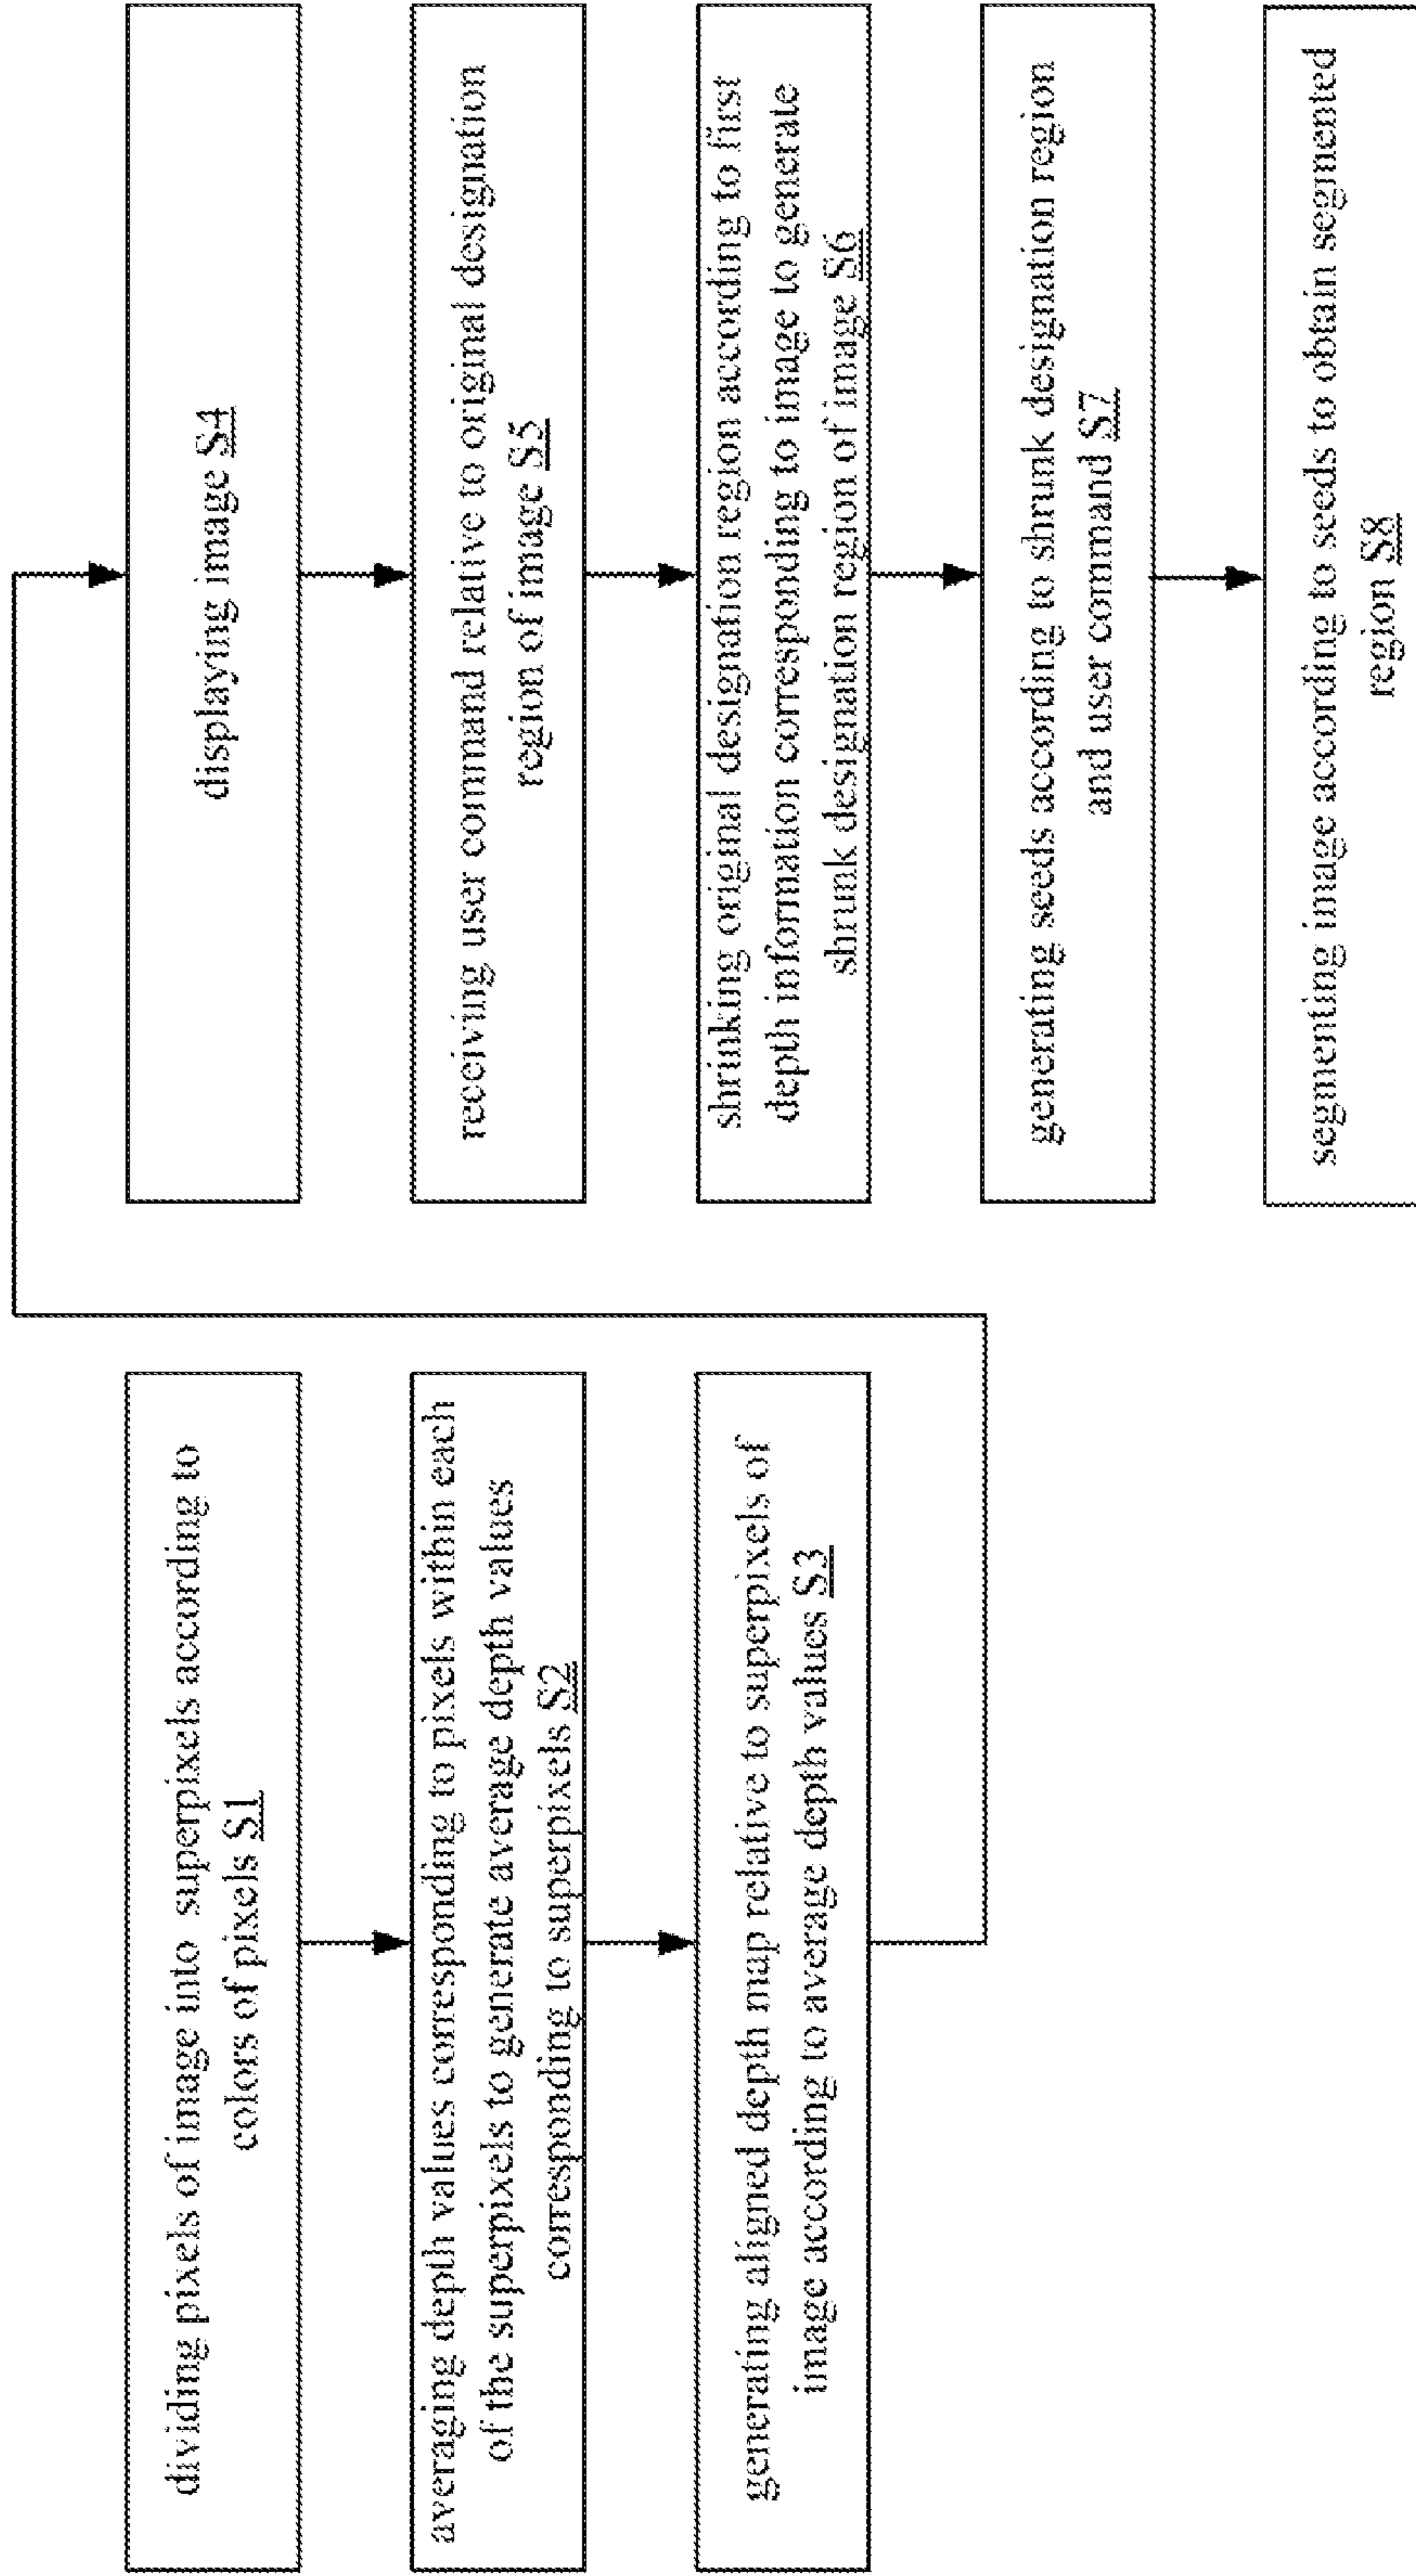 dividing pixels of image into superpixels according to
colors of pixels S1
averaging depth values corresponding to pixels within each
of the superpixels to generate average depth values
corresponding to superpixels S2
generating aligned depth map relative to superpixels of
image according to average depth values S3
displaying image S4
receiving user command relative to original designation
region of image S5
shrinking original designation region according to first
depth information corresponding to image to generate
shrunk designation region of image S6
generating seeds according to shrunk designation region
and user command S7
segmenting image according to seeds to obtain segmented
region S8